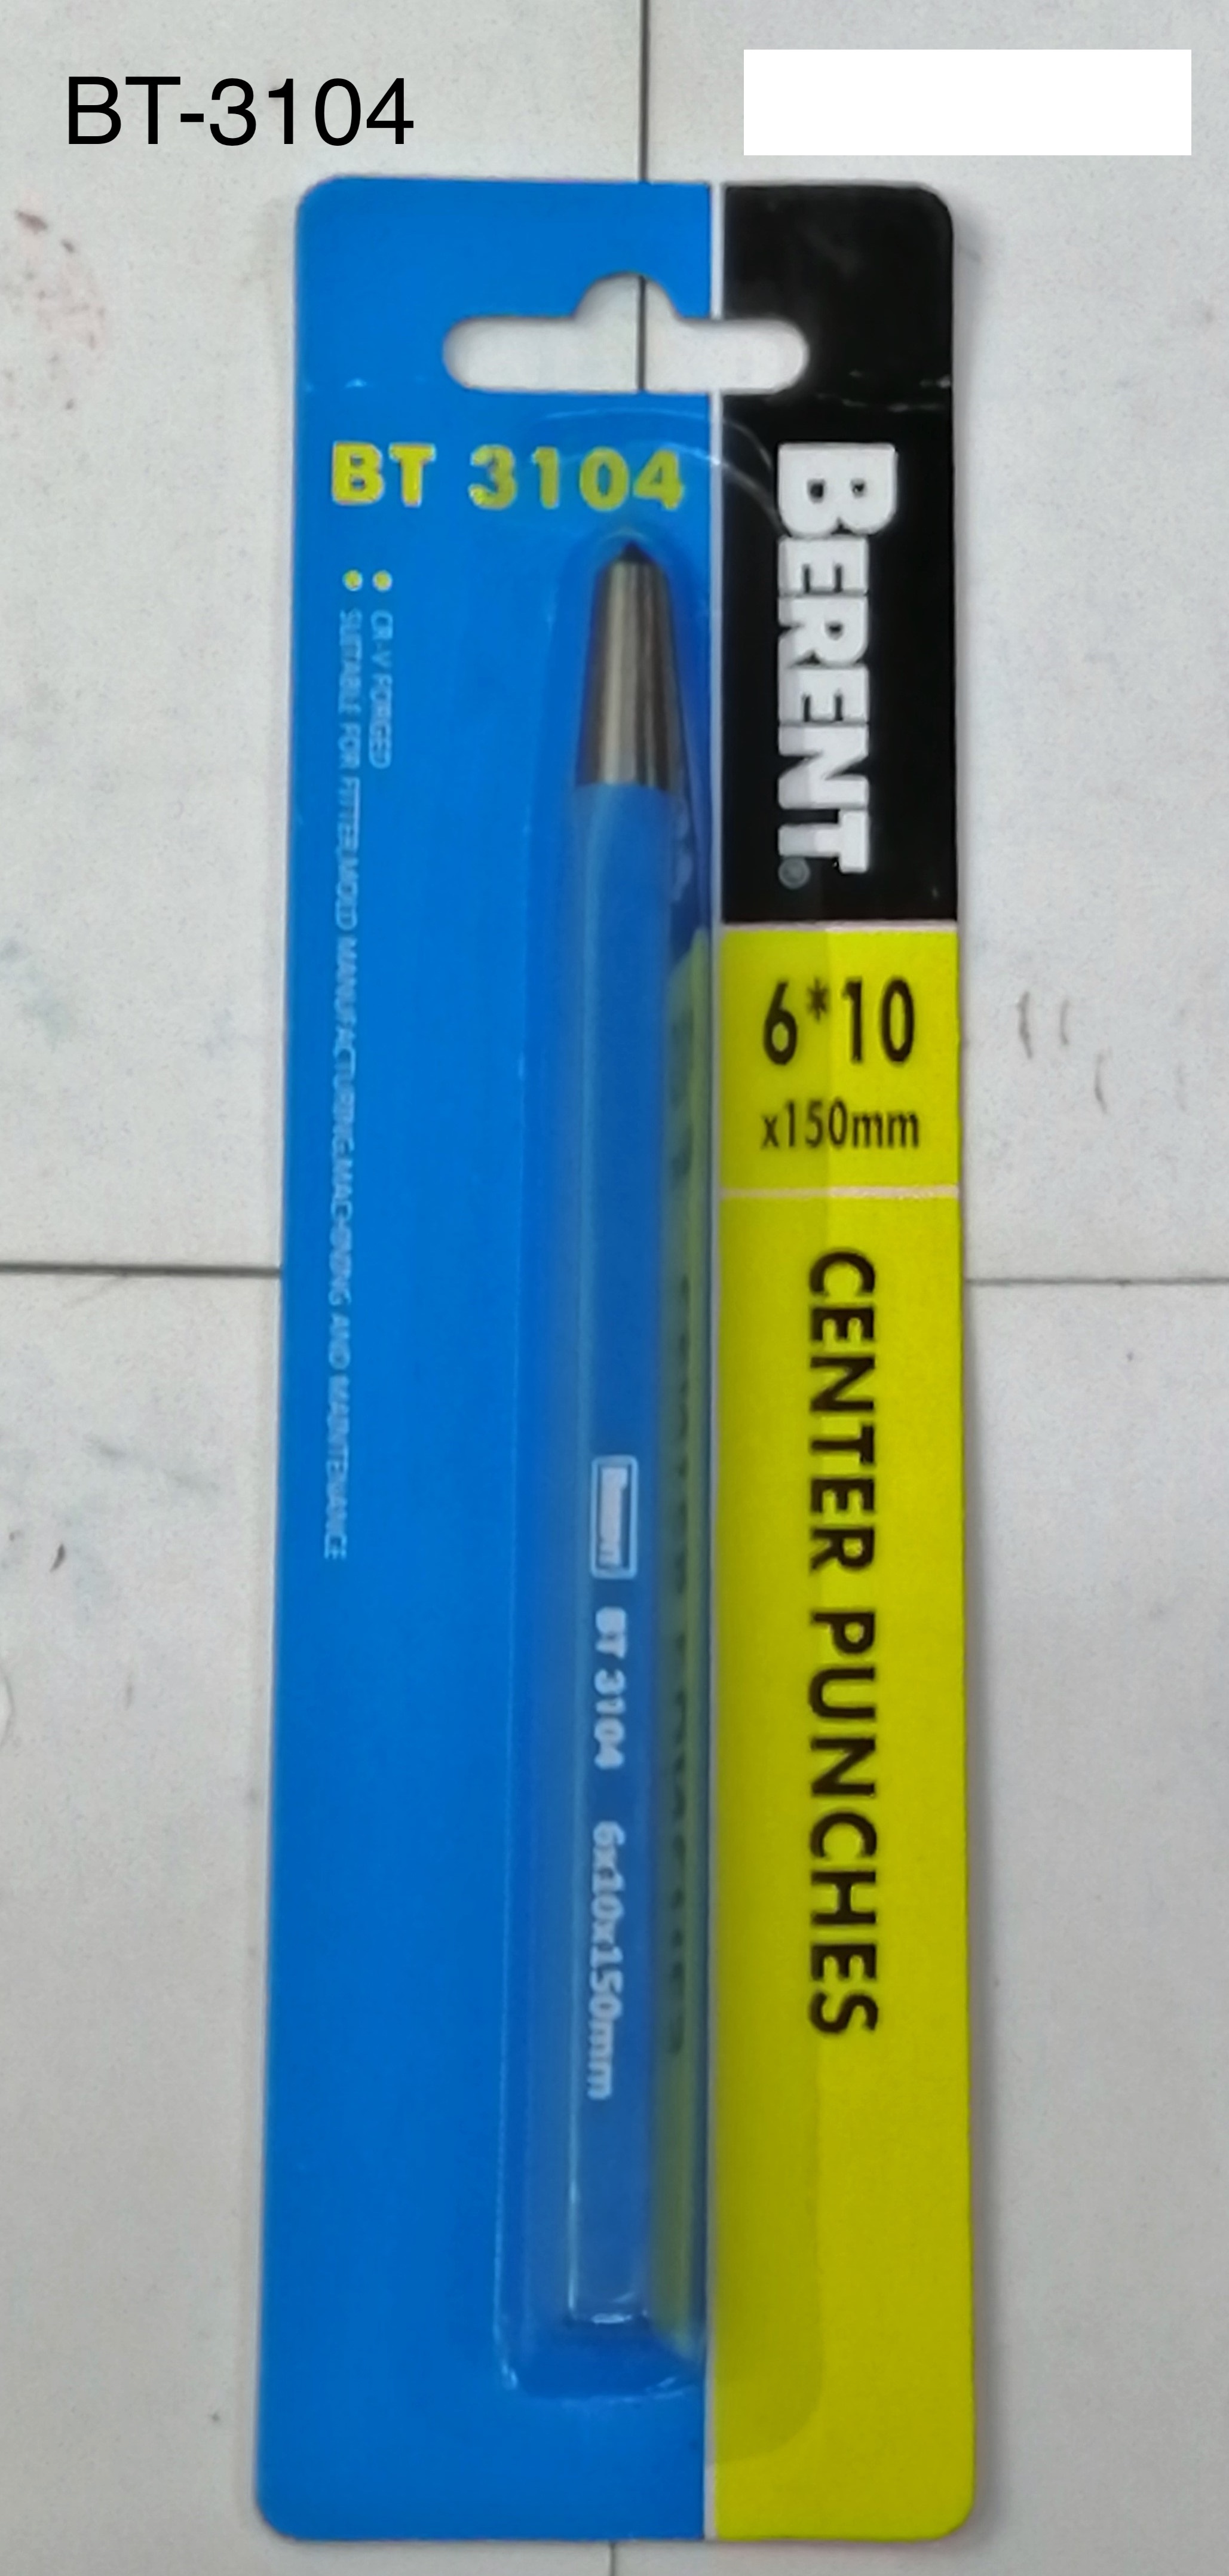 BT-3104
BT 3104
BERENT®
CR-V FORGED
SUITABLE FOR FITTER,MOLD MANUFACTURING,MACHINING AND MAINTENANCE
6*10
x150mm
CENTER PUNCHES
BERENT BT 3104 6x10x150mm